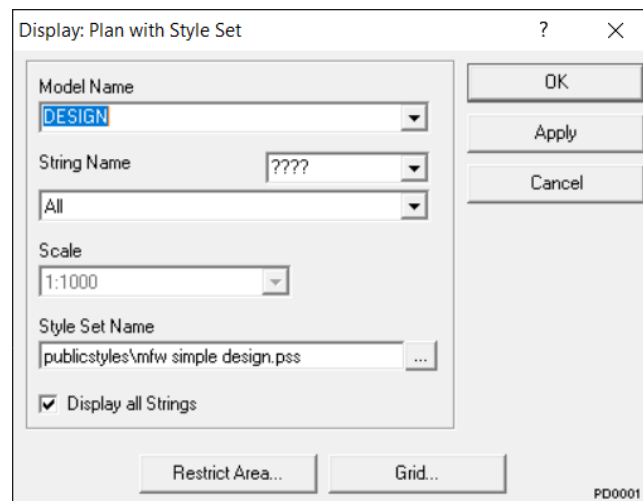 Display: Plan with Style Set ?
Model Name
DESIGN
OK
Apply
String Name ????
Cancel
All
Scale
1:1000
Style Set Name
publicstyles\mfw simple design.pss ...
Display all Strings
Restrict Area... Grid...
PD0001